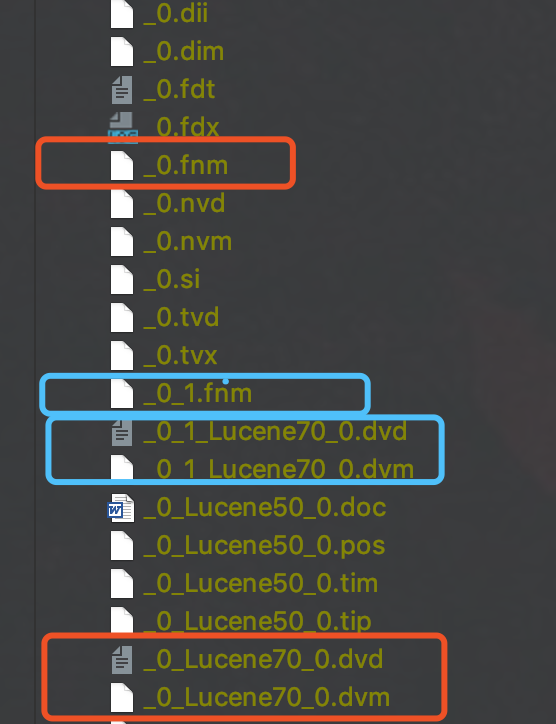 _0.dii
_0.dim
_0.fdt
_0.fdx
_0.fnm
_0.nvd
_0.nvm
_0.si
_0.tvd
_0.tvx
_0_1.fnm
_0_1_Lucene70_0.dvd
_0_1_Lucene70_0.dvm
_0_Lucene50_0.doc
_0_Lucene50_0.pos
_0_Lucene50_0.tim
_0_Lucene50_0.tip
_0_Lucene70_0.dvd
_0_Lucene70_0.dvm